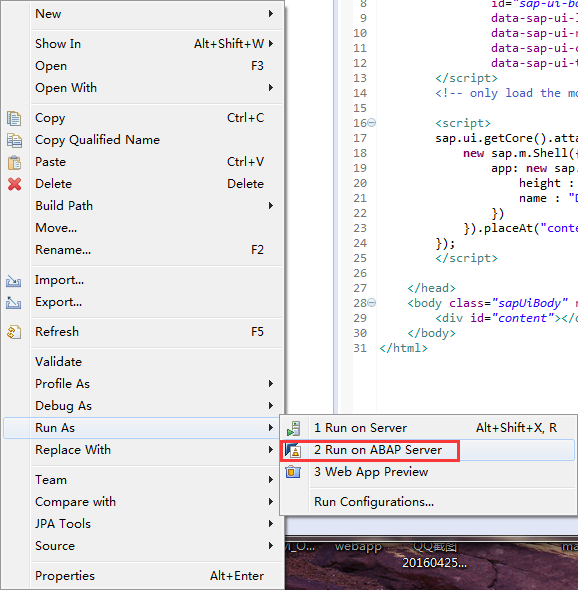 New
Show In Alt+Shift+W
Open F3
Open With
Copy Ctrl+C
Copy Qualified Name
Paste Ctrl+V
Delete Delete
Build Path
Move...
Rename... F2
Import...
Export...
Refresh F5
Validate
Profile As
Debug As
Run As
Replace With
Team
Compare with
JPA Tools
Source
Properties Alt+Enter
1 Run on Server Alt+Shift+X, R
2 Run on ABAP Server
3 Web App Preview
Run Configurations...
8 id="sap-ui-bo
9 data-sap-ui-l
10 data-sap-ui-
11 data-sap-ui-
12 data-sap-ui-t
13 </script>
14 <!-- only load the mo
15
16 <script>
17 sap.ui.getCore().atta
18 new sap.m.Shell({
19 app: new sap.
20 height :
21 name : "D
22 })
23 }).placeAt("conte
24 });
25 </script>
26
27 </head>
28 <body class="sapUiBody"
29 <div id="content"></
30 </body>
31 </html>
M_O...
webapp
QQ截图
20160425...
ma